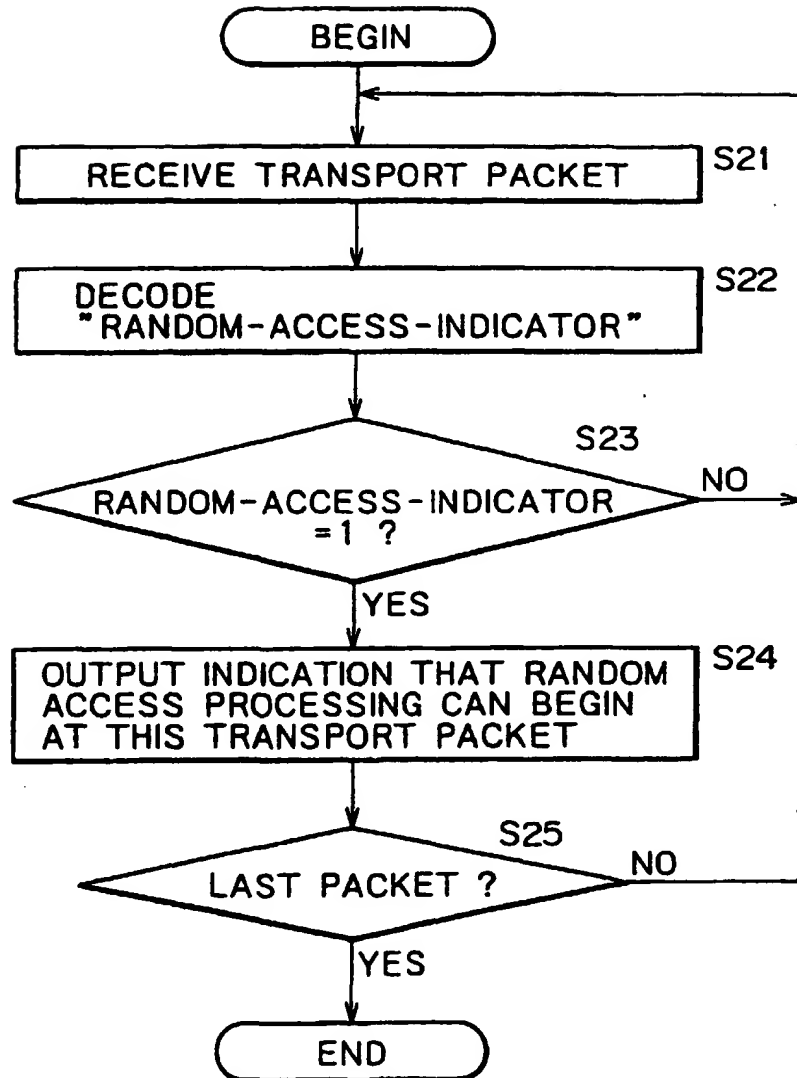 BEGIN
RECEIVE TRANSPORT PACKET
S21
DECODE
"RANDOM-ACCESS-INDICATOR"
S22
S23
RANDOM-ACCESS-INDICATOR
=1 ?
NO
YES
OUTPUT INDICATION THAT RANDOM
ACCESS PROCESSING CAN BEGIN
AT THIS TRANSPORT PACKET
S24
S25
LAST PACKET ?
NO
YES
END